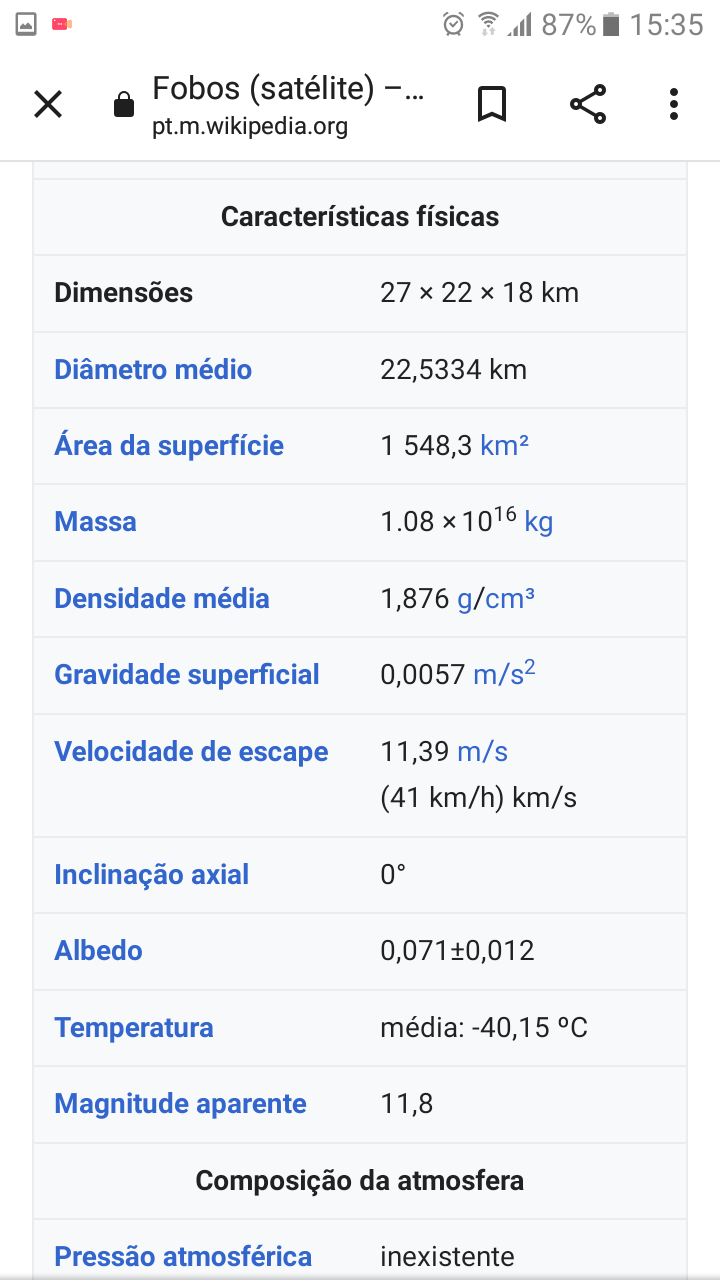 87% 15:35
Fobos (satélite) –...
pt.m.wikipedia.org
Características físicas
Dimensões 27 × 22 × 18 km
Diâmetro médio 22,5334 km
Área da superfície 1 548,3 km²
Massa 1.08 × 10¹⁶ kg
Densidade média 1,876 g/cm³
Gravidade superficial 0,0057 m/s²
Velocidade de escape 11,39 m/s
(41 km/h) km/s
Inclinação axial 0°
Albedo 0,071±0,012
Temperatura média: -40,15 ºC
Magnitude aparente 11,8
Composição da atmosfera
Pressão atmosférica inexistente